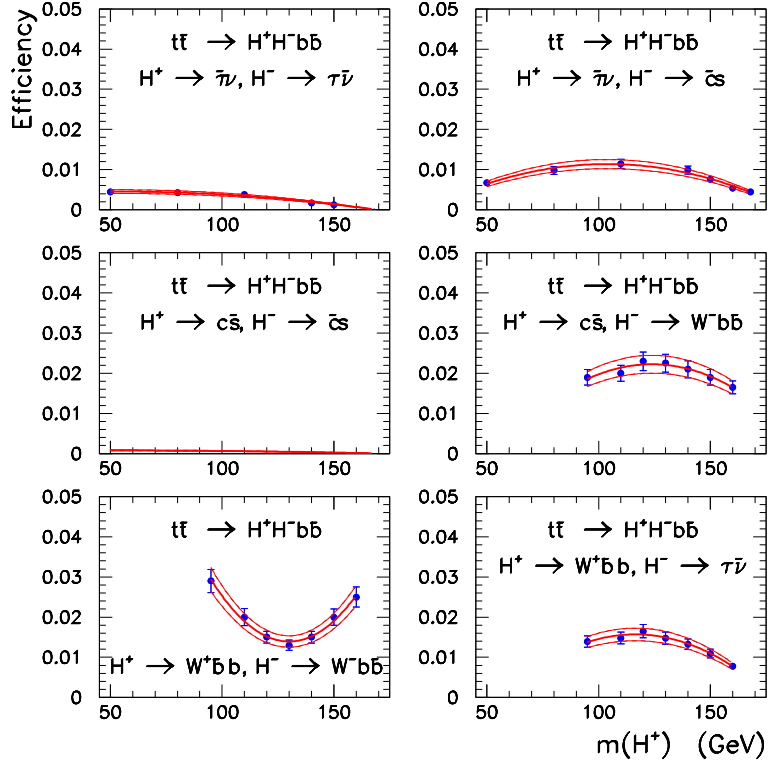 Efficiency
0.05
0.04
0.03
0.02
0.01
0
tt̄ → H⁺H⁻bb̄
H⁺ → τ̄ν, H⁻ → τν̄
50 100 150
0.05
0.04
0.03
0.02
0.01
0
tt̄ → H⁺H⁻bb̄
H⁺ → τ̄ν, H⁻ → c̄s
50 100 150
0.05
0.04
0.03
0.02
0.01
0
tt̄ → H⁺H⁻bb̄
H⁺ → cs̄, H⁻ → c̄s
50 100 150
0.05
0.04
0.03
0.02
0.01
0
tt̄ → H⁺H⁻bb̄
H⁺ → cs̄, H⁻ → W⁻bb̄
50 100 150
0.05
0.04
0.03
0.02
0.01
0
tt̄ → H⁺H⁻bb̄
H⁺ → W⁺b̄b, H⁻ → W⁻bb̄
50 100 150
0.05
0.04
0.03
0.02
0.01
0
tt̄ → H⁺H⁻bb̄
H⁺ → W⁺b̄b, H⁻ → τν̄
50 100 150
m(H⁺) (GeV)